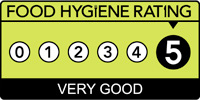 FOOD HYGIENE RATING
0 1 2 3 4 5
VERY GOOD